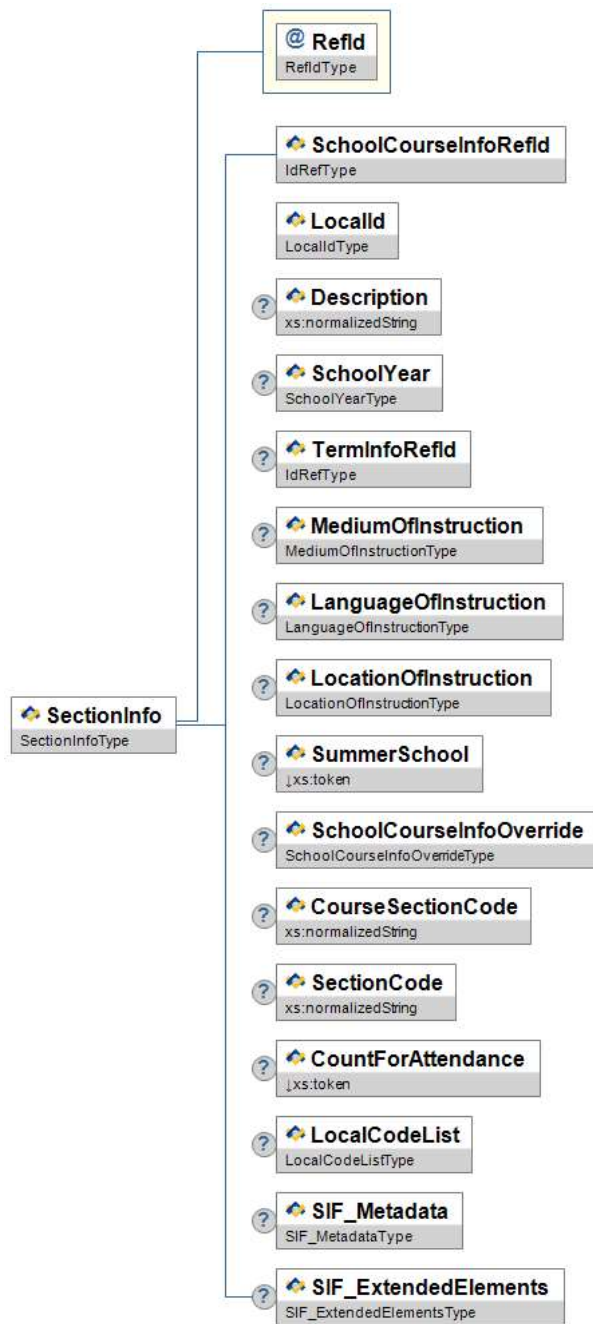 @ RefId
RefIdType
SchoolCourseInfoRefId
IdRefType
LocalId
LocalIdType
? Description
xs:normalizedString
? SchoolYear
SchoolYearType
? TermInfoRefId
IdRefType
? MediumOfInstruction
MediumOfInstructionType
? LanguageOfInstruction
LanguageOfInstructionType
? LocationOfInstruction
LocationOfInstructionType
SectionInfo
SectionInfoType
? SummerSchool
↓xs:token
? SchoolCourseInfoOverride
SchoolCourseInfoOverrideType
? CourseSectionCode
xs:normalizedString
? SectionCode
xs:normalizedString
? CountForAttendance
↓xs:token
? LocalCodeList
LocalCodeListType
? SIF_Metadata
SIF_MetadataType
? SIF_ExtendedElements
SIF_ExtendedElementsType